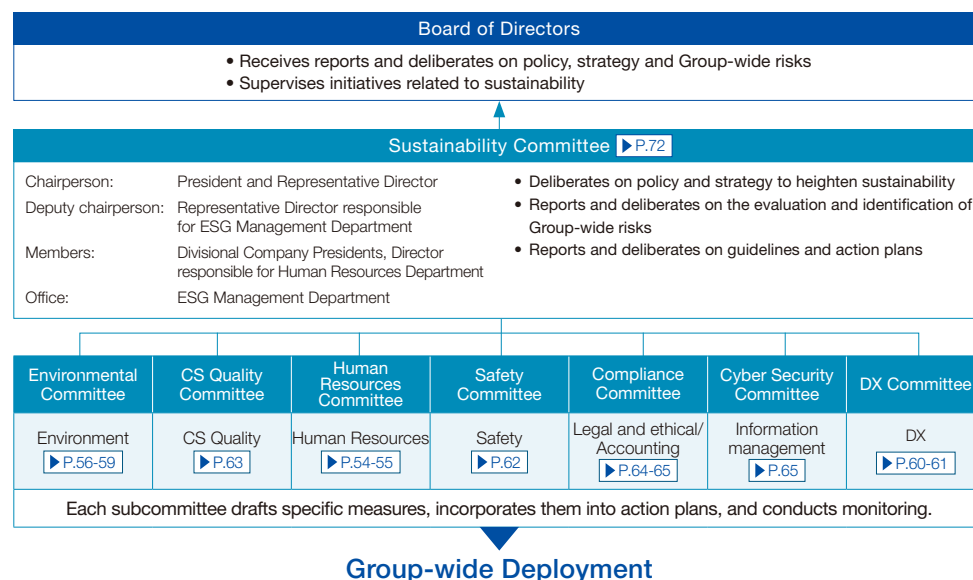 Board of Directors
• Receives reports and deliberates on policy, strategy and Group-wide risks
• Supervises initiatives related to sustainability
Sustainability Committee ▶P.72
Chairperson: President and Representative Director
Deputy chairperson: Representative Director responsible
for ESG Management Department
Members: Divisional Company Presidents, Director
responsible for Human Resources Department
Office: ESG Management Department
• Deliberates on policy and strategy to heighten sustainability
• Reports and deliberates on the evaluation and identification of
Group-wide risks
• Reports and deliberates on guidelines and action plans
Environmental
Committee
CS Quality
Committee
Human
Resources
Committee
Safety
Committee
Compliance
Committee
Cyber Security
Committee
DX Committee
Environment
▶P.56-59
CS Quality
▶P.63
Human Resources
▶P.54-55
Safety
▶P.62
Legal and ethical/
Accounting
▶P.64-65
Information
management
▶P.65
DX
▶P.60-61
Each subcommittee drafts specific measures, incorporates them into action plans, and conducts monitoring.
Group-wide Deployment